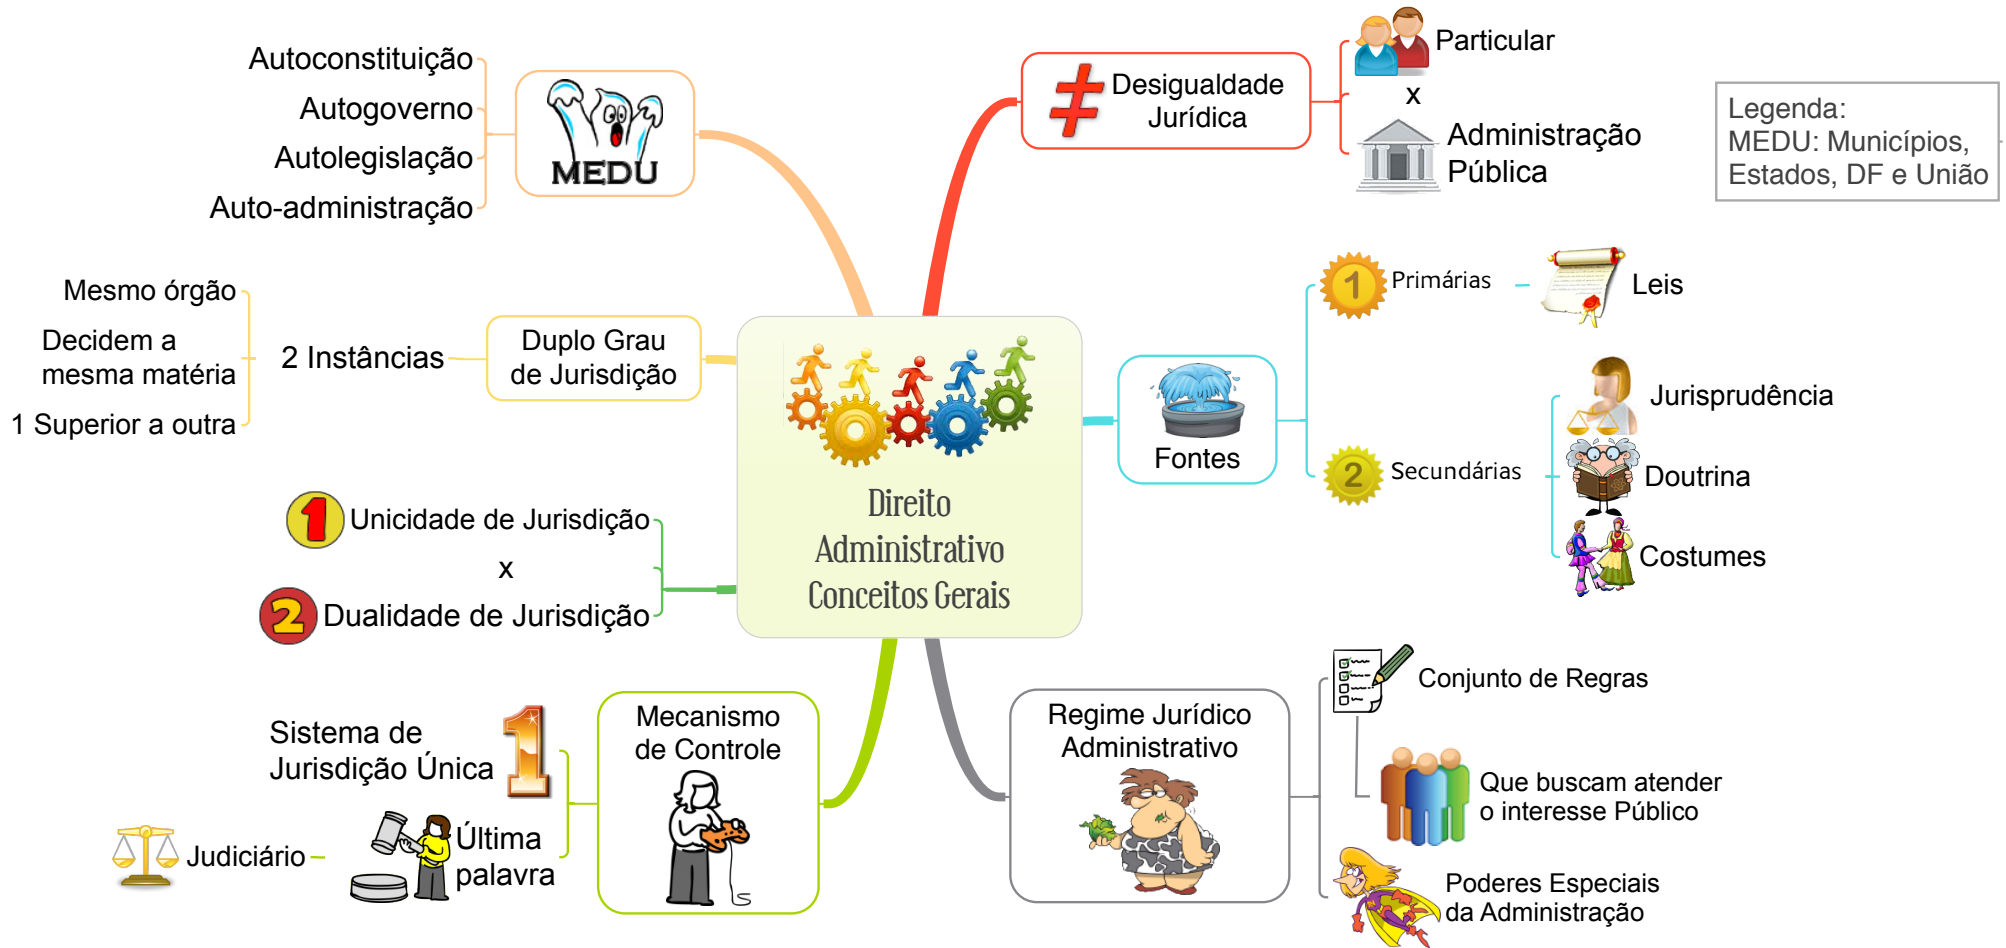 Direito
Administrativo
Conceitos Gerais
Desigualdade
Jurídica
Particular
x
Administração
Pública
Legenda:
MEDU: Municípios,
Estados, DF e União
Fontes
1
Primárias
Leis
2
Secundárias
Jurisprudência
Doutrina
Costumes
Regime Jurídico
Administrativo
Conjunto de Regras
Que buscam atender
o interesse Público
Poderes Especiais
da Administração
Mecanismo
de Controle
Sistema de
Jurisdição Única
1
Última
palavra
Judiciário
1
Unicidade de Jurisdição
x
2
Dualidade de Jurisdição
Duplo Grau
de Jurisdição
2 Instâncias
Mesmo órgão
Decidem a
mesma matéria
1 Superior a outra
MEDU
Autoconstituição
Autogoverno
Autolegislação
Auto-administração